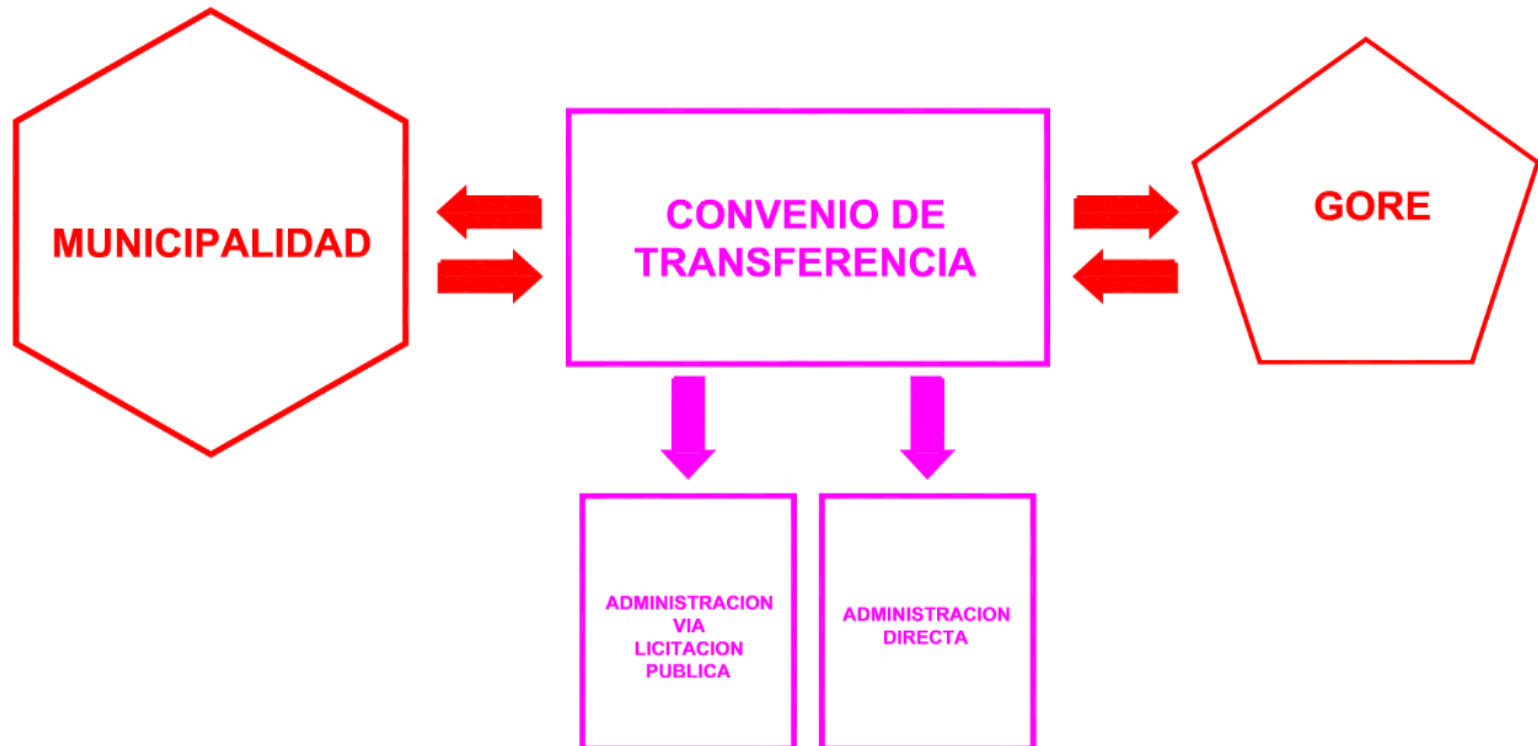 MUNICIPALIDAD
CONVENIO DE
TRANSFERENCIA
GORE
ADMINISTRACION
VIA
LICITACION
PUBLICA
ADMINISTRACION
DIRECTA